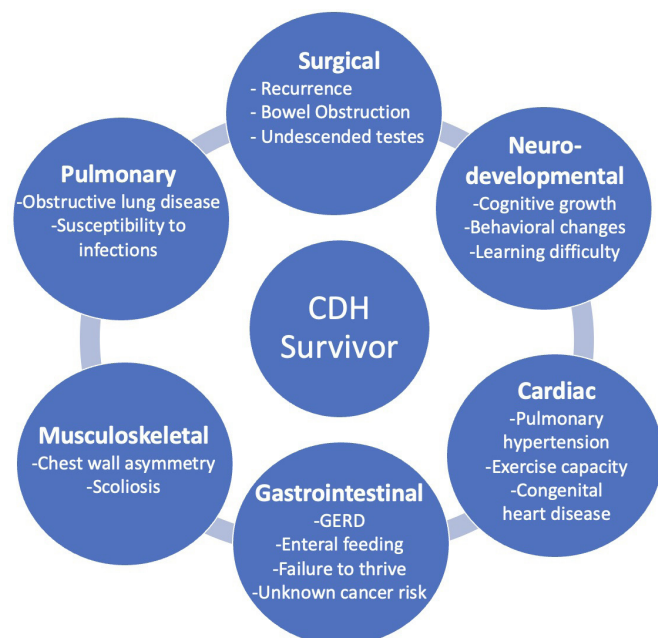 Surgical
- Recurrence
- Bowel Obstruction
- Undescended testes
Neuro-
developmental
-Cognitive growth
-Behavioral changes
-Learning difficulty
Pulmonary
-Obstructive lung disease
-Susceptibility to
infections
CDH
Survivor
Cardiac
-Pulmonary
hypertension
-Exercise capacity
-Congenital
heart disease
Musculoskeletal
-Chest wall asymmetry
-Scoliosis
Gastrointestinal
-GERD
-Enteral feeding
-Failure to thrive
-Unknown cancer risk